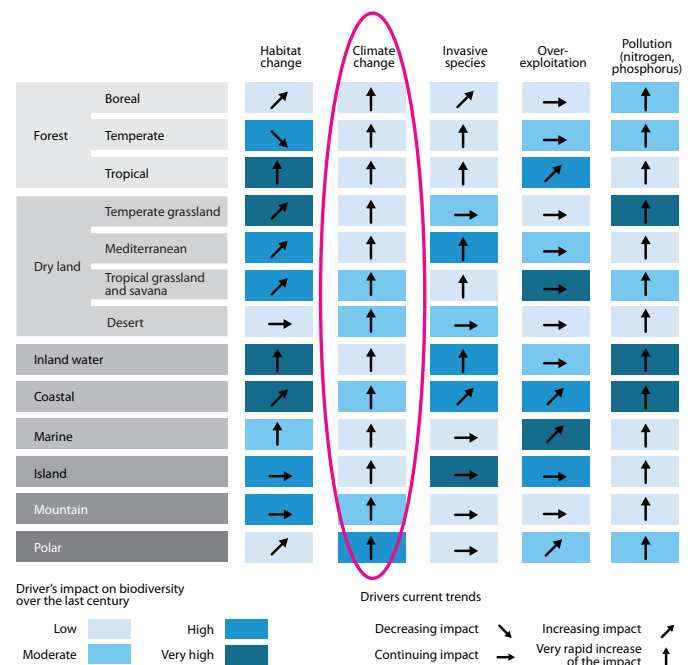 Habitat
change
Climate
change
Invasive
species
Over-
exploitation
Pollution
(nitrogen,
phosphorus)
Forest
Boreal
Temperate
Tropical
Dry land
Temperate grassland
Mediterranean
Tropical grassland
and savana
Desert
Inland water
Coastal
Marine
Island
Mountain
Polar
Driver's impact on biodiversity
over the last century
Low
High
Moderate
Very high
Drivers current trends
Decreasing impact
Increasing impact
Continuing impact
Very rapid increase
of the impact